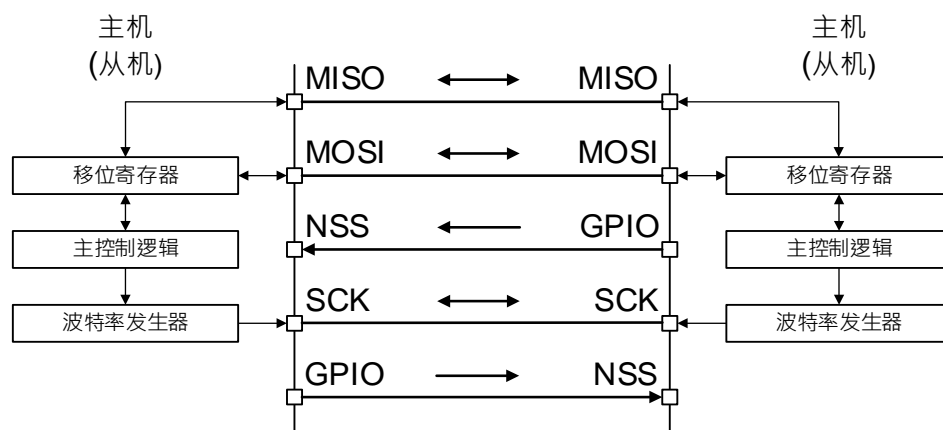 主机
(从机)
主机
(从机)
MISO
MISO
MOSI
MOSI
移位寄存器
移位寄存器
NSS
GPIO
主控制逻辑
主控制逻辑
SCK
SCK
波特率发生器
波特率发生器
GPIO
NSS